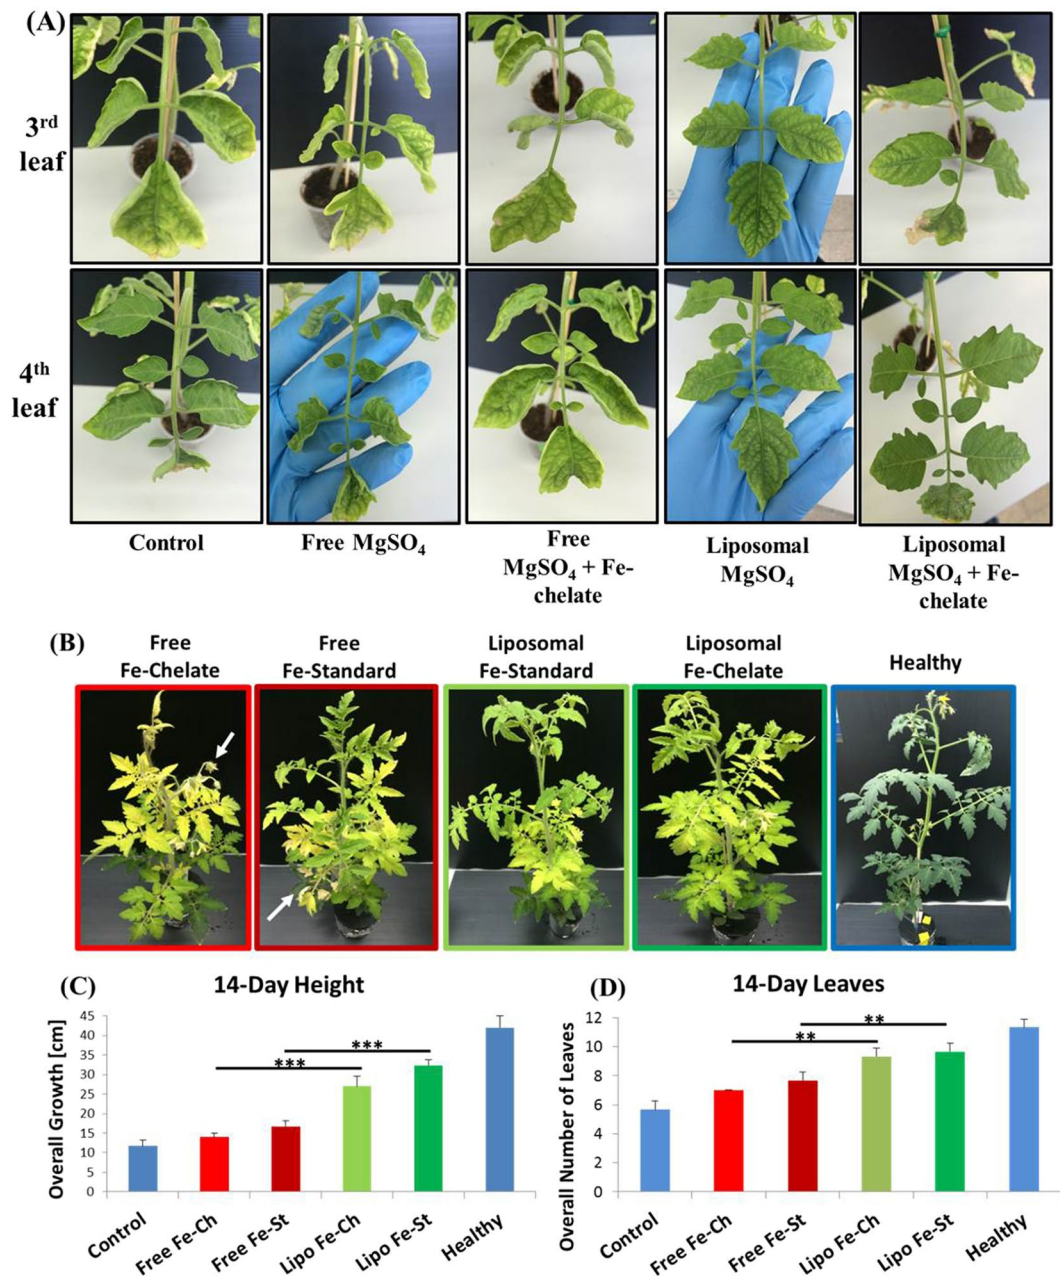 (A)
3rd
leaf
4th
leaf
Control
Free MgSO4
Free
MgSO4 + Fe-
chelate
Liposomal
MgSO4
Liposomal
MgSO4 + Fe-
chelate
(B)
Free
Fe-Chelate
Free
Fe-Standard
Liposomal
Fe-Standard
Liposomal
Fe-Chelate
Healthy
(C)
14-Day Height
Overall Growth [cm]
45
40
35
30
25
20
15
10
5
0
***
***
Control
Free Fe-Ch
Free Fe-St
Lipo Fe-Ch
Lipo Fe-St
Healthy
(D)
14-Day Leaves
Overall Number of Leaves
12
10
8
6
4
2
0
**
**
Control
Free Fe-Ch
Free Fe-St
Lipo Fe-Ch
Lipo Fe-St
Healthy